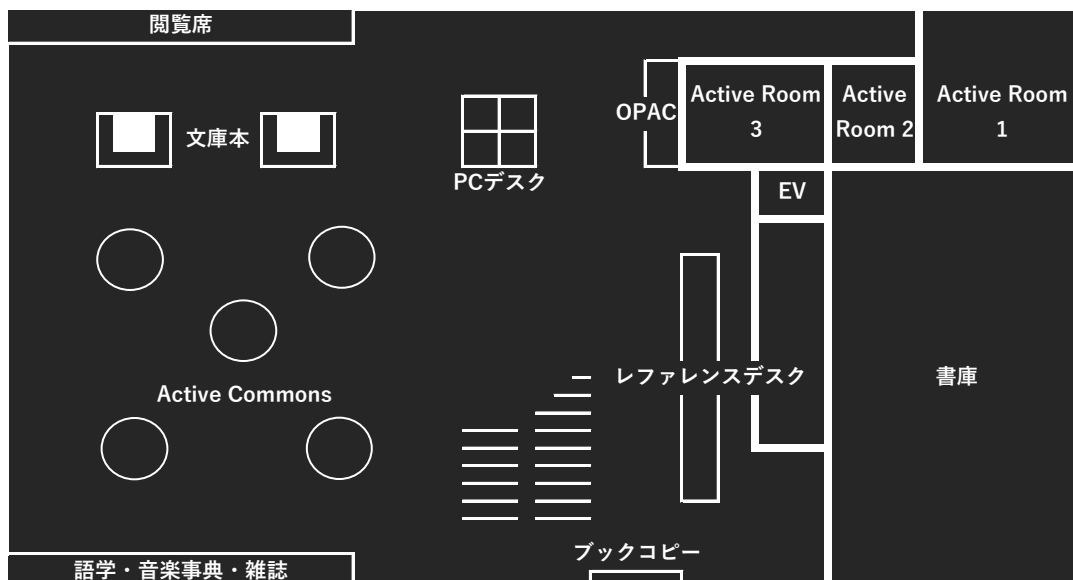 閲覧席
OPAC
Active Room
3
Active
Room 2
Active Room
1
文庫本
PCデスク
EV
レファレンスデスク
書庫
Active Commons
ブックコピー
語学・音楽事典・雑誌